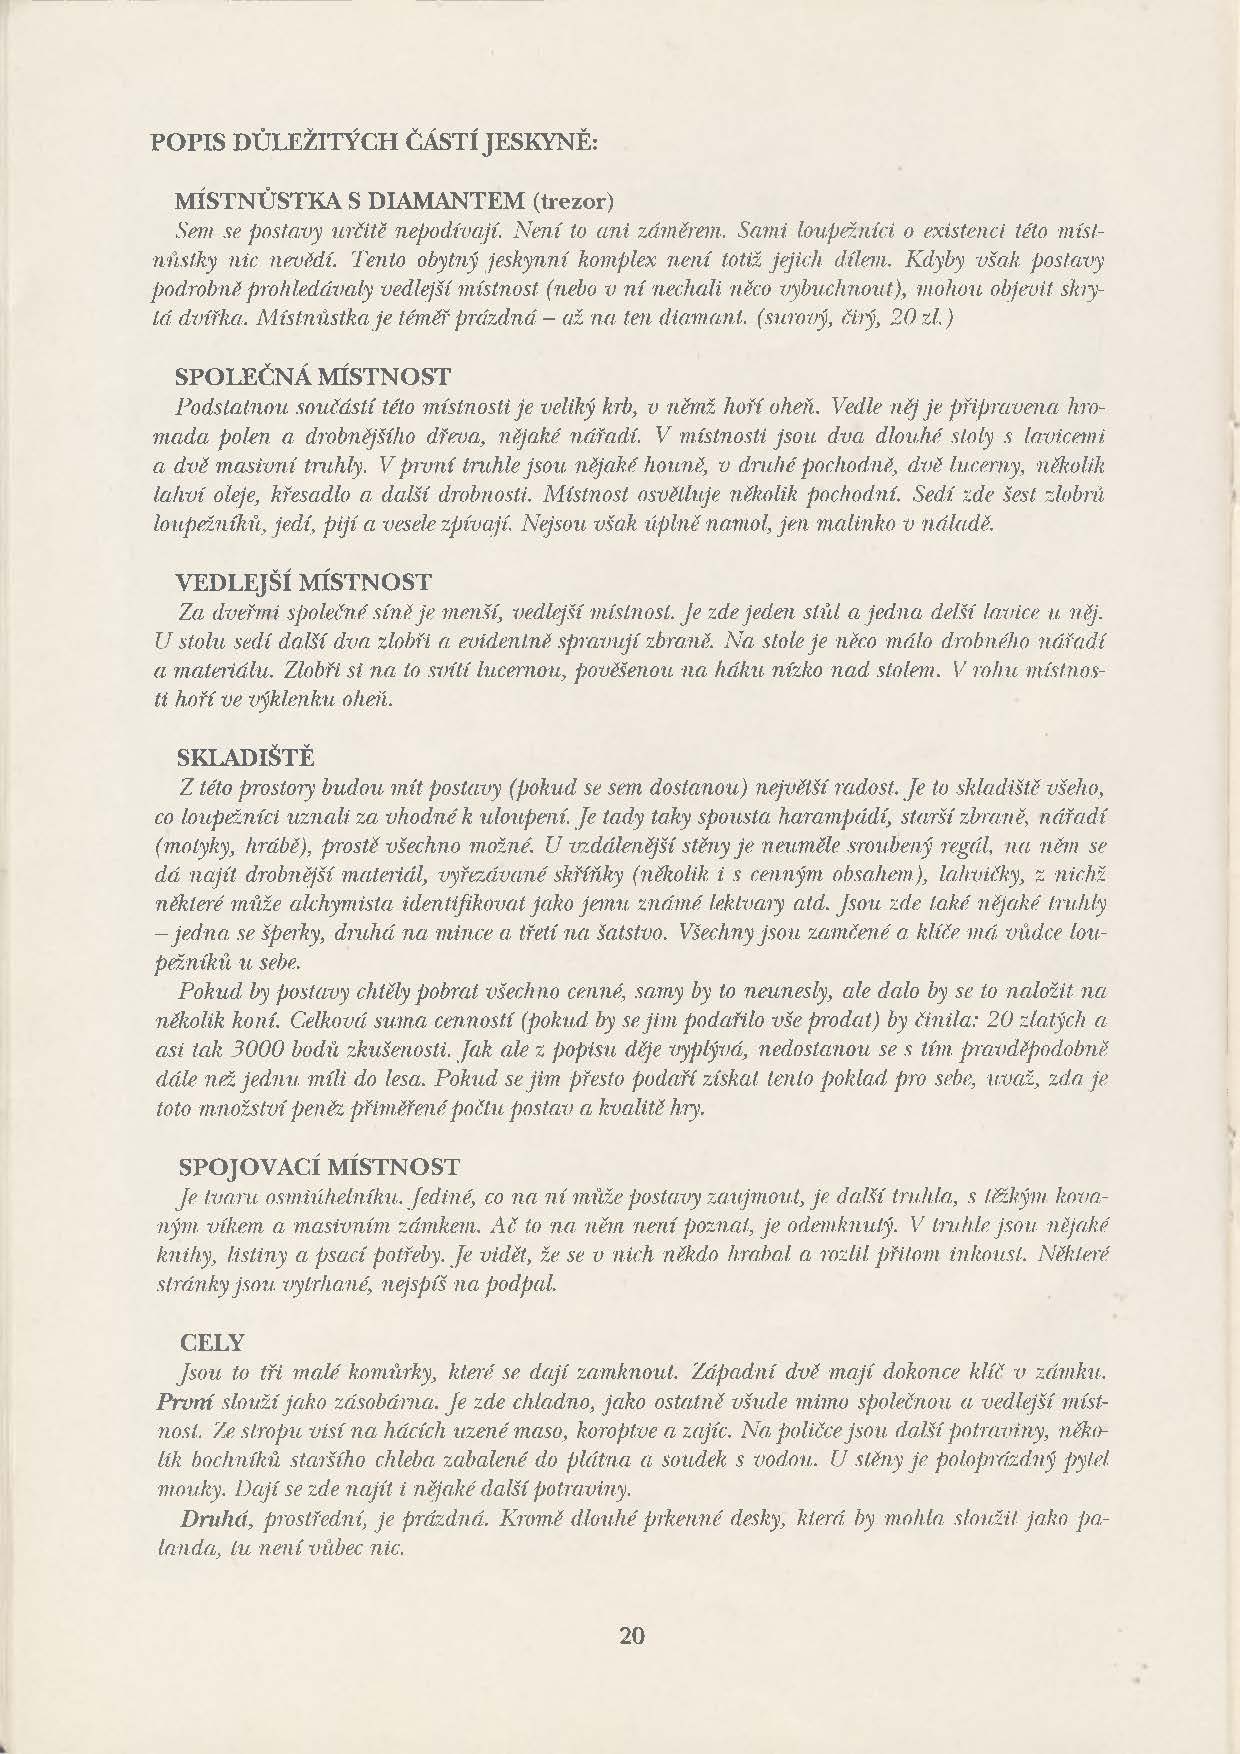 POPIS DŮLEŽITÝCH ČÁSTÍ JESKYNĚ:
MÍSTNŮSTKA S DIAMANTEM (trezor)
Sem se postavy určitě nepodívají. Není to ani záměrem. Sami loupežníci o existenci této míst-
nůstky nic nevědí. Tento obytný jeskynní komplex není totiž jejich dílem. Kdyby však postavy
podrobně prohledávaly vedlejší místnost (nebo v ní nechali něco vybuchnout), mohou objevit skry-
tá dvířka. Místnůstka je téměř prázdná – až na ten diamant. (surový, čirý, 20 zl.)
SPOLEČNÁ MÍSTNOST
Podstatnou součástí této místnosti je veliký krb, v němž hoří oheň. Vedle něj je připravena hro-
mada polen a drobnějšího dřeva, nějaké nářadí. V místnosti jsou dva dlouhé stoly s lavicemi
a dvě masivní truhly. V první truhle jsou nějaké houně, v druhé pochodně, dvě lucerny, několik
lahví oleje, křesadlo a další drobnosti. Místnost osvětluje několik pochodní. Sedí zde šest zlobrů
loupežníků, jedí, pijí a vesele zpívají. Nejsou však úplně namol, jen malinko v náladě.
VEDLEJŠÍ MÍSTNOST
Za dveřmi společné síně je menší, vedlejší místnost. Je zde jeden stůl a jedna delší lavice u něj.
U stolu sedí další dva zlobři a evidentně spravují zbraně. Na stole je něco málo drobného nářadí
a materiálu. Zlobři si na to svítí lucernou, pověšenou na háku nízko nad stolem. V rohu místnos-
ti hoří ve výklenku oheň.
SKLADIŠTĚ
Z této prostory budou mít postavy (pokud se sem dostanou) největší radost. Je to skladiště všeho,
co loupežníci uznali za vhodné k uloupení. Je tady taky spousta harampádí, starší zbraně, nářadí
(motyky, hrábě), prostě všechno možné. U vzdálenější stěny je neuměle sroubený regál, na něm se
dá najít drobnější materiál, vyřezávané skříňky (několik i s cenným obsahem), lahvičky, z nichž
některé může alchymista identifikovat jako jemu známé lektvary atd. Jsou zde také nějaké truhly
– jedna se šperky, druhá na mince a třetí na šatstvo. Všechny jsou zamčené a klíče má vůdce lou-
pežníků u sebe.
Pokud by postavy chtěly pobrat všechno cenné, samy by to neunesly, ale dalo by se to naložit na
několik koní. Celková suma cenností (pokud by se jim podařilo vše prodat) by činila: 20 zlatých a
asi tak 3000 bodů zkušenosti. Jak ale z popisu děje vyplývá, nedostanou se s tím pravděpodobně
dále než jednu míli do lesa. Pokud se jim přesto podaří získat tento poklad pro sebe, uvaž, zda je
toto množství peněz přiměřené počtu postav a kvalitě hry.
SPOJOVACÍ MÍSTNOST
Je tvaru osmiúhelníku. Jediné, co na ní může postavy zaujmout, je další truhla, s těžkým kova-
ným víkem a masivním zámkem. Ač to na něm není poznat, je odemknutý. V truhle jsou nějaké
knihy, listiny a psací potřeby. Je vidět, že se v nich někdo hrabal a rozlil přitom inkoust. Některé
stránky jsou vytrhané, nejspíš na podpal.
CELY
Jsou to tři malé komůrky, které se dají zamknout. Západní dvě mají dokonce klíč v zámku.
První slouží jako zásobárna. Je zde chladno, jako ostatně všude mimo společnou a vedlejší míst-
nost. Ze stropu visí na hácích uzené maso, koroptve a zajíc. Na poličce jsou další potraviny, něko-
lik bochníků staršího chleba zabalené do plátna a soudek s vodou. U stěny je poloprázdný pytel
mouky. Dají se zde najít i nějaké další potraviny.
Druhá, prostřední, je prázdná. Kromě dlouhé prkenné desky, která by mohla sloužit jako pa-
landa, tu není vůbec nic.
20